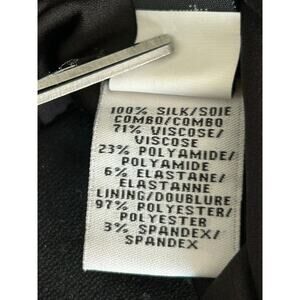 100% SILK/SOIE
COMBO/COMBO
71% VISCOSE/
VISCOSE
23% POLYAMIDE/
POLYAMIDE
6% ELASTANE/
ELASTANNE
LINING/DOUBLURE
97% POLYESTER/
POLYESTER
3% SPANDEX/
SPANDEX